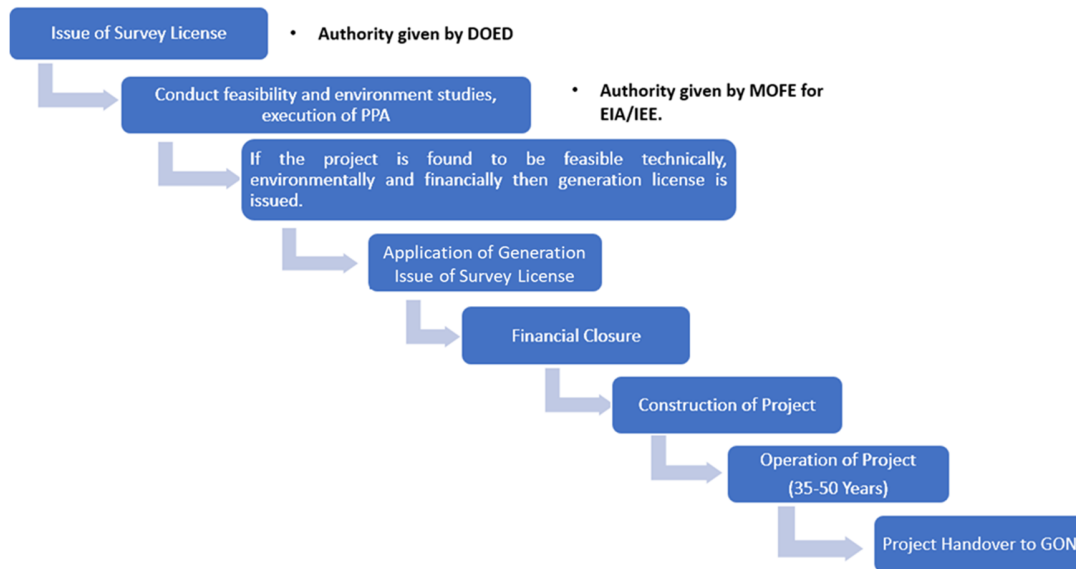 Issue of Survey License
• Authority given by DOED
Conduct feasibility and environment studies,
execution of PPA
• Authority given by MOFE for
EIA/IEE.
If the project is found to be feasible technically,
environmentally and financially then generation license is
issued.
Application of Generation
Issue of Survey License
Financial Closure
Construction of Project
Operation of Project
(35-50 Years)
Project Handover to GON